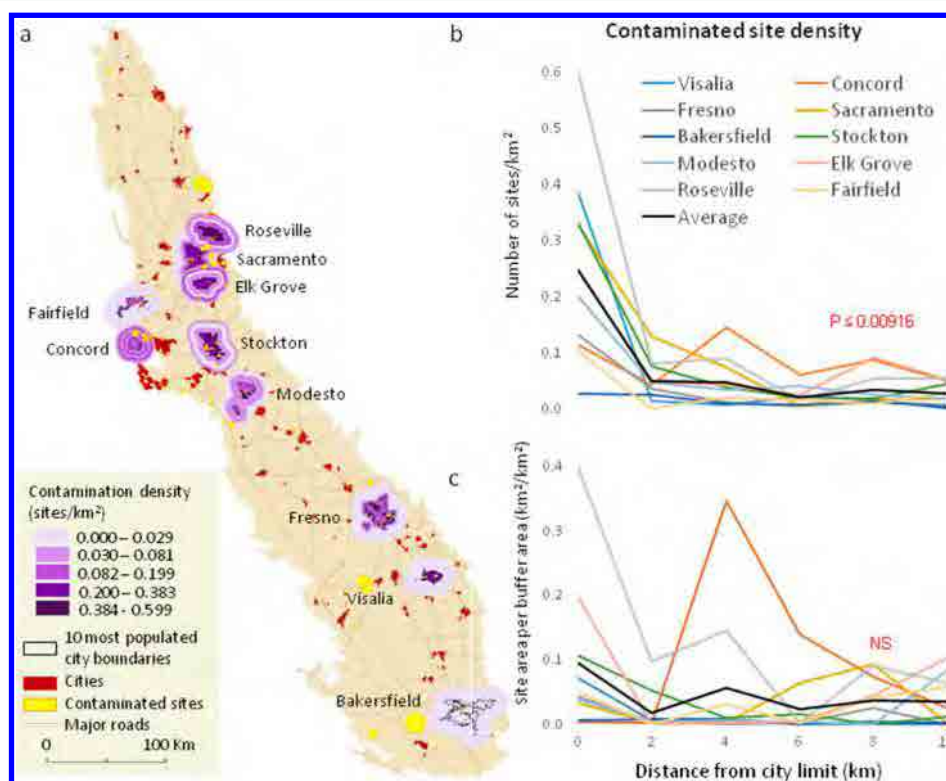 a
Roseville
Sacramento
Elk Grove
Fairfield
Concord
Stockton
Modesto
Fresno
Visalia
Bakersfield
Contamination density
(sites/km²)
0.000 – 0.029
0.030 – 0.081
0.082 – 0.199
0.200 – 0.383
0.384 - 0.599
10 most populated
city boundaries
Cities
Contaminated sites
Major roads
0 100 Km
b
Contaminated site density
Number of sites/km²
0.6
0.5
0.4
0.3
0.2
0.1
0.0
Visalia
Concord
Fresno
Sacramento
Bakersfield
Stockton
Modesto
Elk Grove
Roseville
Fairfield
Average
P ≤ 0.00916
c
Site area per buffer area (km²/km²)
0.4
0.3
0.2
0.1
0.0
NS
0 2 4 6 8
Distance from city limit (km)